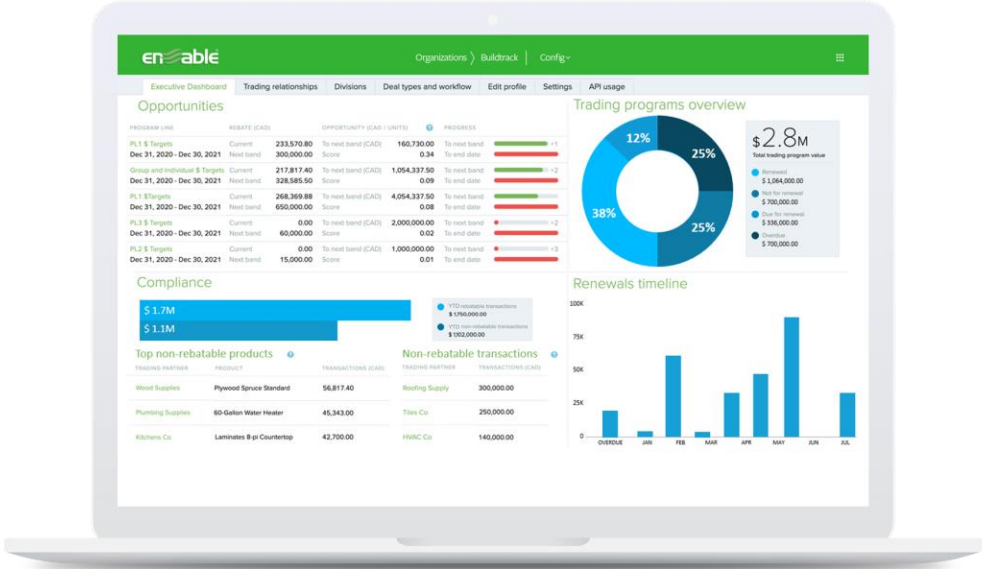 enable
Organizations 〉 Buildtrack | Config
Executive Dashboard Trading relationships Divisions Deal types and workflow Edit profile Settings API usage
Opportunities
PROGRAM LINE REBATE (CAD) OPPORTUNITY (CAD / UNITS) ? PROGRESS
PL1 $ Targets Current 233,570.80 To next band (CAD) 160,730.00 To next band +1
Dec 31, 2020 - Dec 30, 2021 Next band 300,000.00 Score 0.34 To end date
Group and individual $ Targets Current 217,817.40 To next band (CAD) 1,054,337.50 To next band +2
Dec 31, 2020 - Dec 30, 2021 Next band 328,585.50 Score 0.09 To end date
PL1 $Targets Current 268,369.88 To next band (CAD) 4,054,337.50 To next band
Dec 31, 2020 - Dec 30, 2021 Next band 650,000.00 Score 0.08 To end date
PL3 $ Targets Current 0.00 To next band (CAD) 2,000,000.00 To next band +2
Dec 31, 2020 - Dec 30, 2021 Next band 60,000.00 Score 0.02 To end date
PL2 $ Targets Current 0.00 To next band (CAD) 1,000,000.00 To next band +3
Dec 31, 2020 - Dec 30, 2021 Next band 15,000.00 Score 0.01 To end date
Trading programs overview
12%
25%
38%
25%
$2.8M
Total trading program value
Renewed
$ 1,064,000.00
Not for renewal
$ 700,000.00
Due for renewal
$ 336,000.00
Overdue
$ 700,000.00
Compliance
$ 1.7M
$ 1.1M
YTD rebatable transactions
$ 1,750,000.00
YTD non-rebatable transactions
$ 1,102,000.00
Top non-rebatable products ?
TRADING PARTNER PRODUCT TRANSACTIONS (CAD)
Wood Supplies Plywood Spruce Standard 56,817.40
Plumbing Supplies 60-Gallon Water Heater 45,343.00
Kitchens Co Laminates 8-pi Countertop 42,700.00
Non-rebatable transactions ?
TRADING PARTNER TRANSACTIONS (CAD)
Roofing Supply 300,000.00
Tiles Co 250,000.00
HVAC Co 140,000.00
Renewals timeline
100K
75K
50K
25K
0
OVERDUE JAN FEB MAR APR MAY JUN JUL